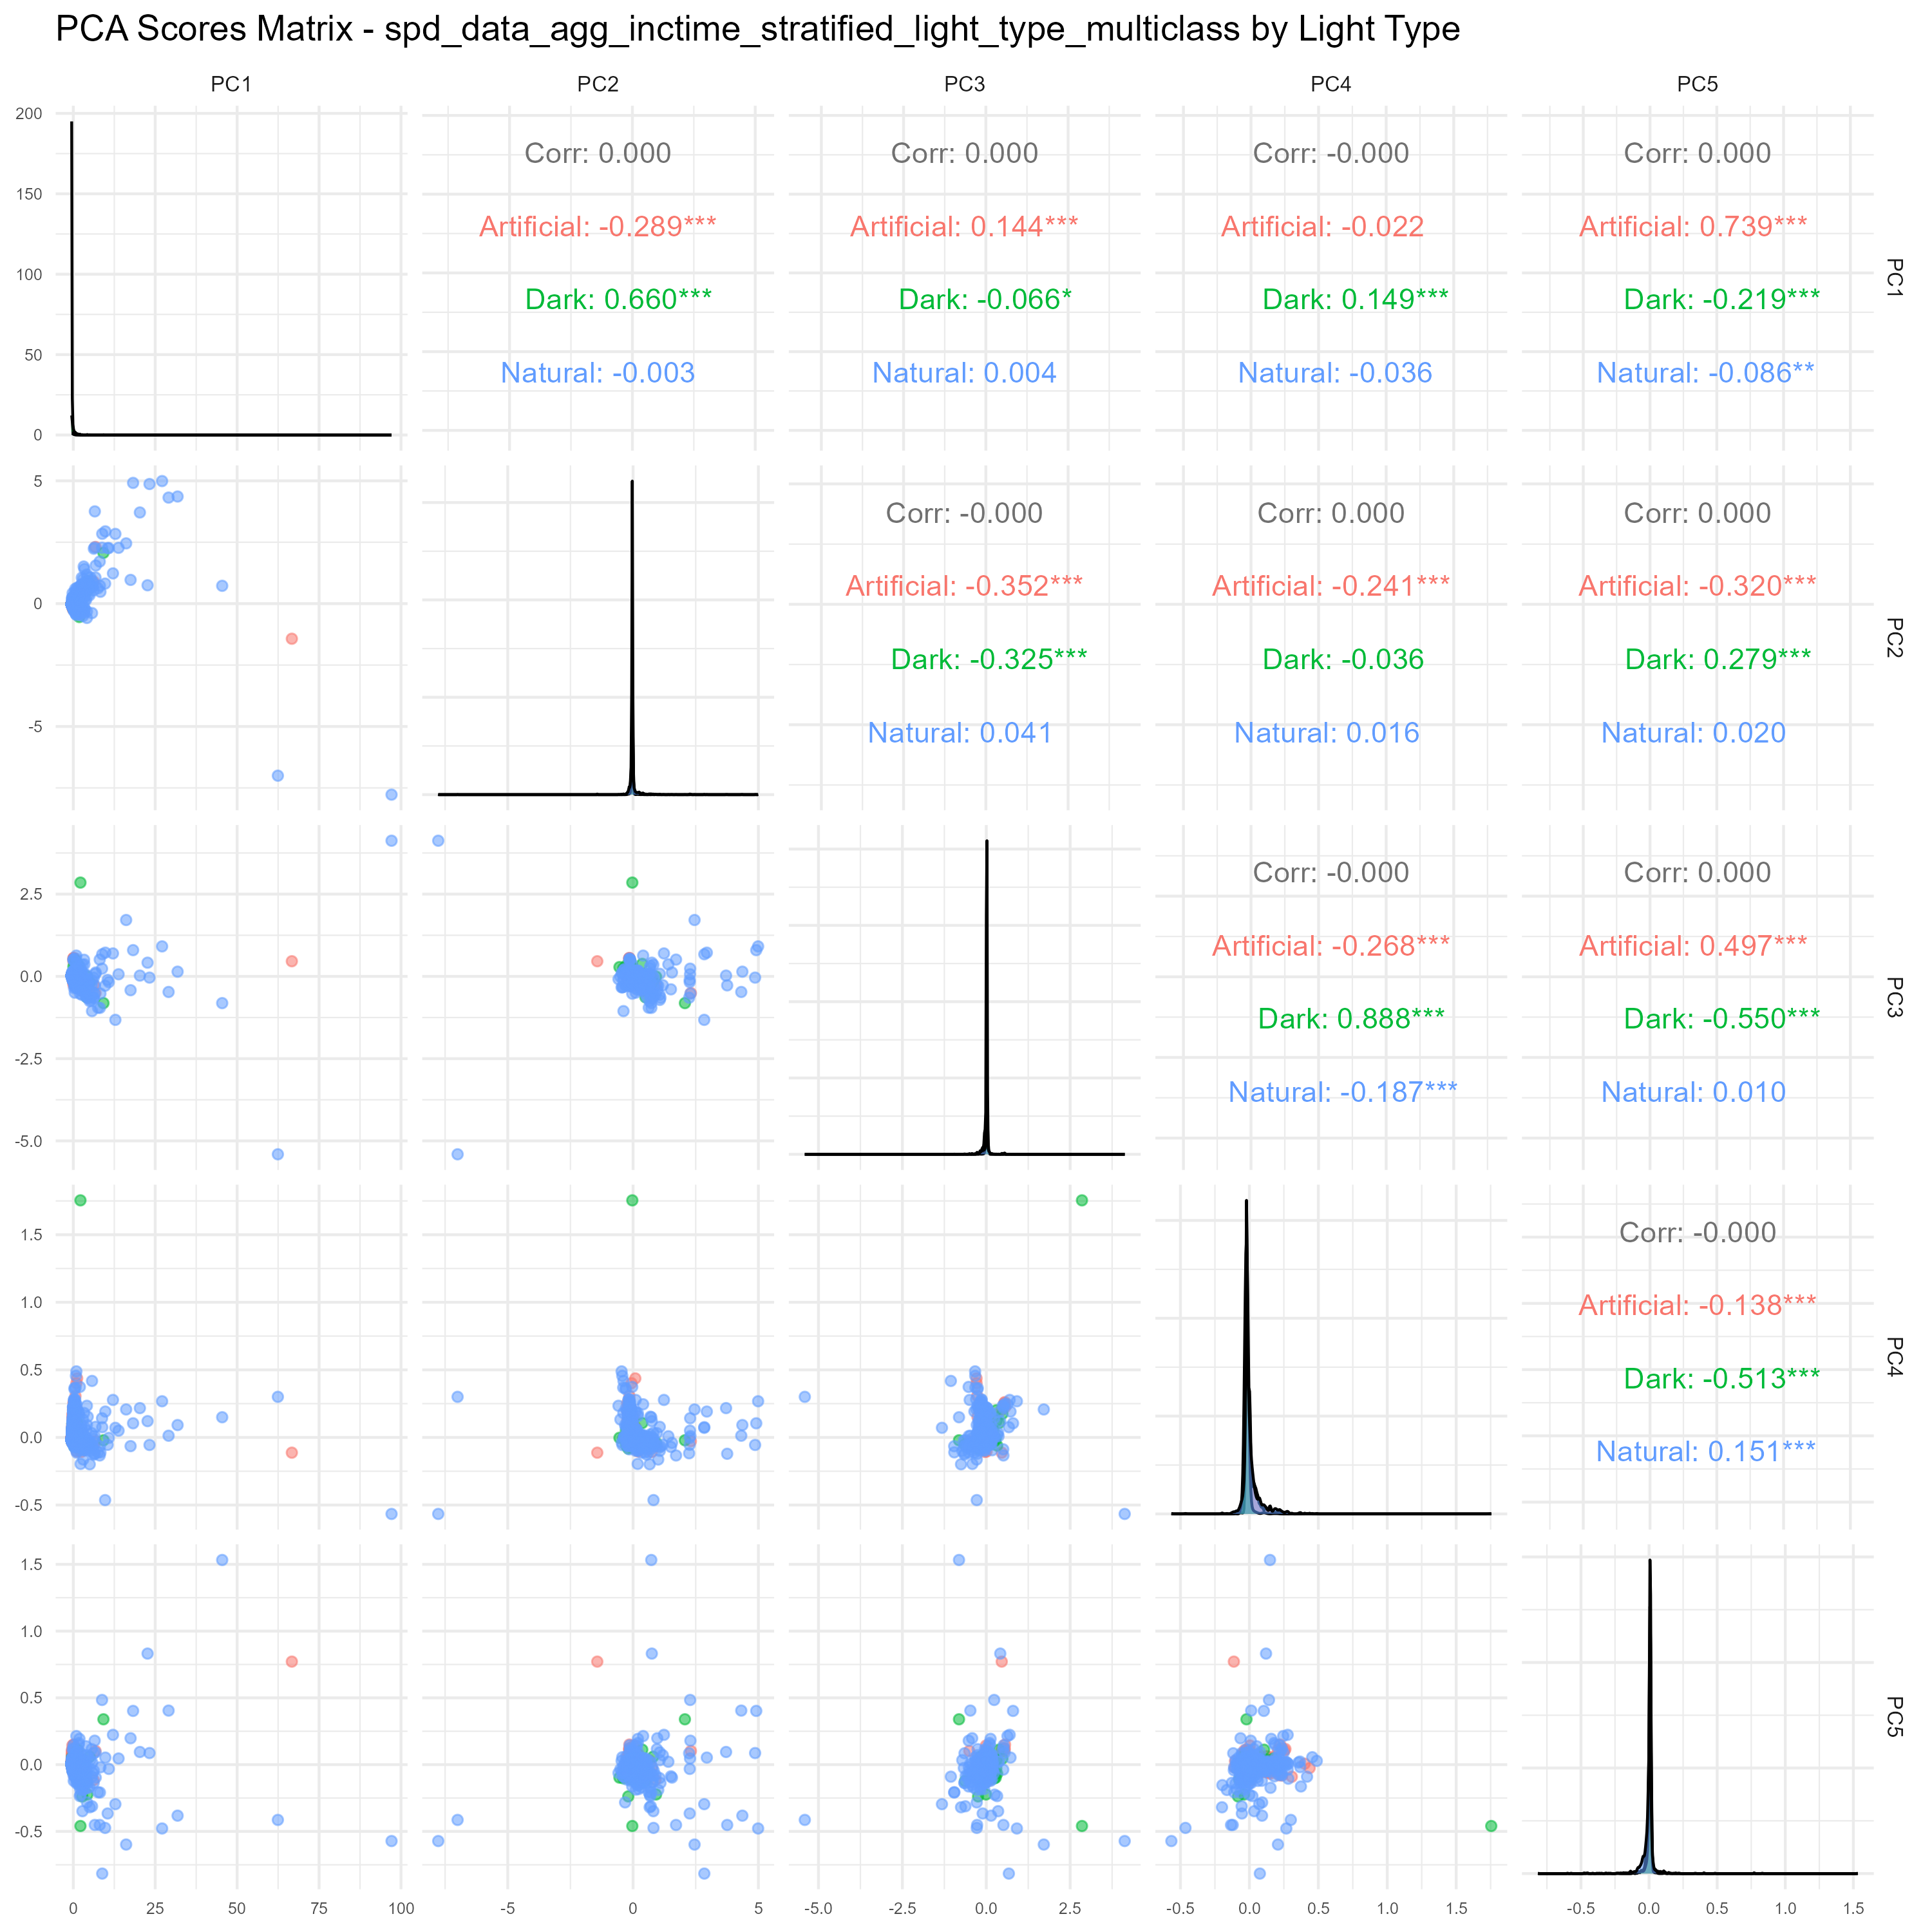 PCA Scores Matrix - spd_data_agg_inctime_stratified_light_type_multiclass by Light Type
PC1 PC2 PC3 PC4 PC5
200
150
100
50
0
Corr: 0.000
Artificial: -0.289***
Dark: 0.660***
Natural: -0.003
Corr: 0.000
Artificial: 0.144***
Dark: -0.066*
Natural: 0.004
Corr: -0.000
Artificial: -0.022
Dark: 0.149***
Natural: -0.036
Corr: 0.000
Artificial: 0.739***
Dark: -0.219***
Natural: -0.086**
PC1
5
0
-5
Corr: -0.000
Artificial: -0.352***
Dark: -0.325***
Natural: 0.041
Corr: 0.000
Artificial: -0.241***
Dark: -0.036
Natural: 0.016
Corr: 0.000
Artificial: -0.320***
Dark: 0.279***
Natural: 0.020
PC2
2.5
0.0
-2.5
-5.0
Corr: -0.000
Artificial: -0.268***
Dark: 0.888***
Natural: -0.187***
Corr: 0.000
Artificial: 0.497***
Dark: -0.550***
Natural: 0.010
PC3
1.5
1.0
0.5
0.0
-0.5
Corr: -0.000
Artificial: -0.138***
Dark: -0.513***
Natural: 0.151***
PC4
1.5
1.0
0.5
0.0
-0.5
PC5
0 25 50 75 100
-5 0 5
-5.0 -2.5 0.0 2.5
-0.5 0.0 0.5 1.0 1.5
-0.5 0.0 0.5 1.0 1.5